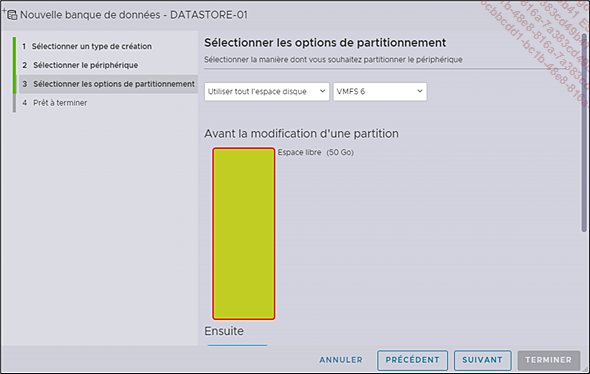 Nouvelle banque de données - DATASTORE-01
1 Sélectionner un type de création
2 Sélectionner le périphérique
3 Sélectionner les options de partitionnement
4 Prêt à terminer
Sélectionner les options de partitionnement
Sélectionner la manière dont vous souhaitez partitionner le périphérique
Utiliser tout l'espace disque
VMFS 6
Avant la modification d'une partition
Espace libre (50 Go)
Ensuite
ANNULER
PRÉCÉDENT
SUIVANT
TERMINER